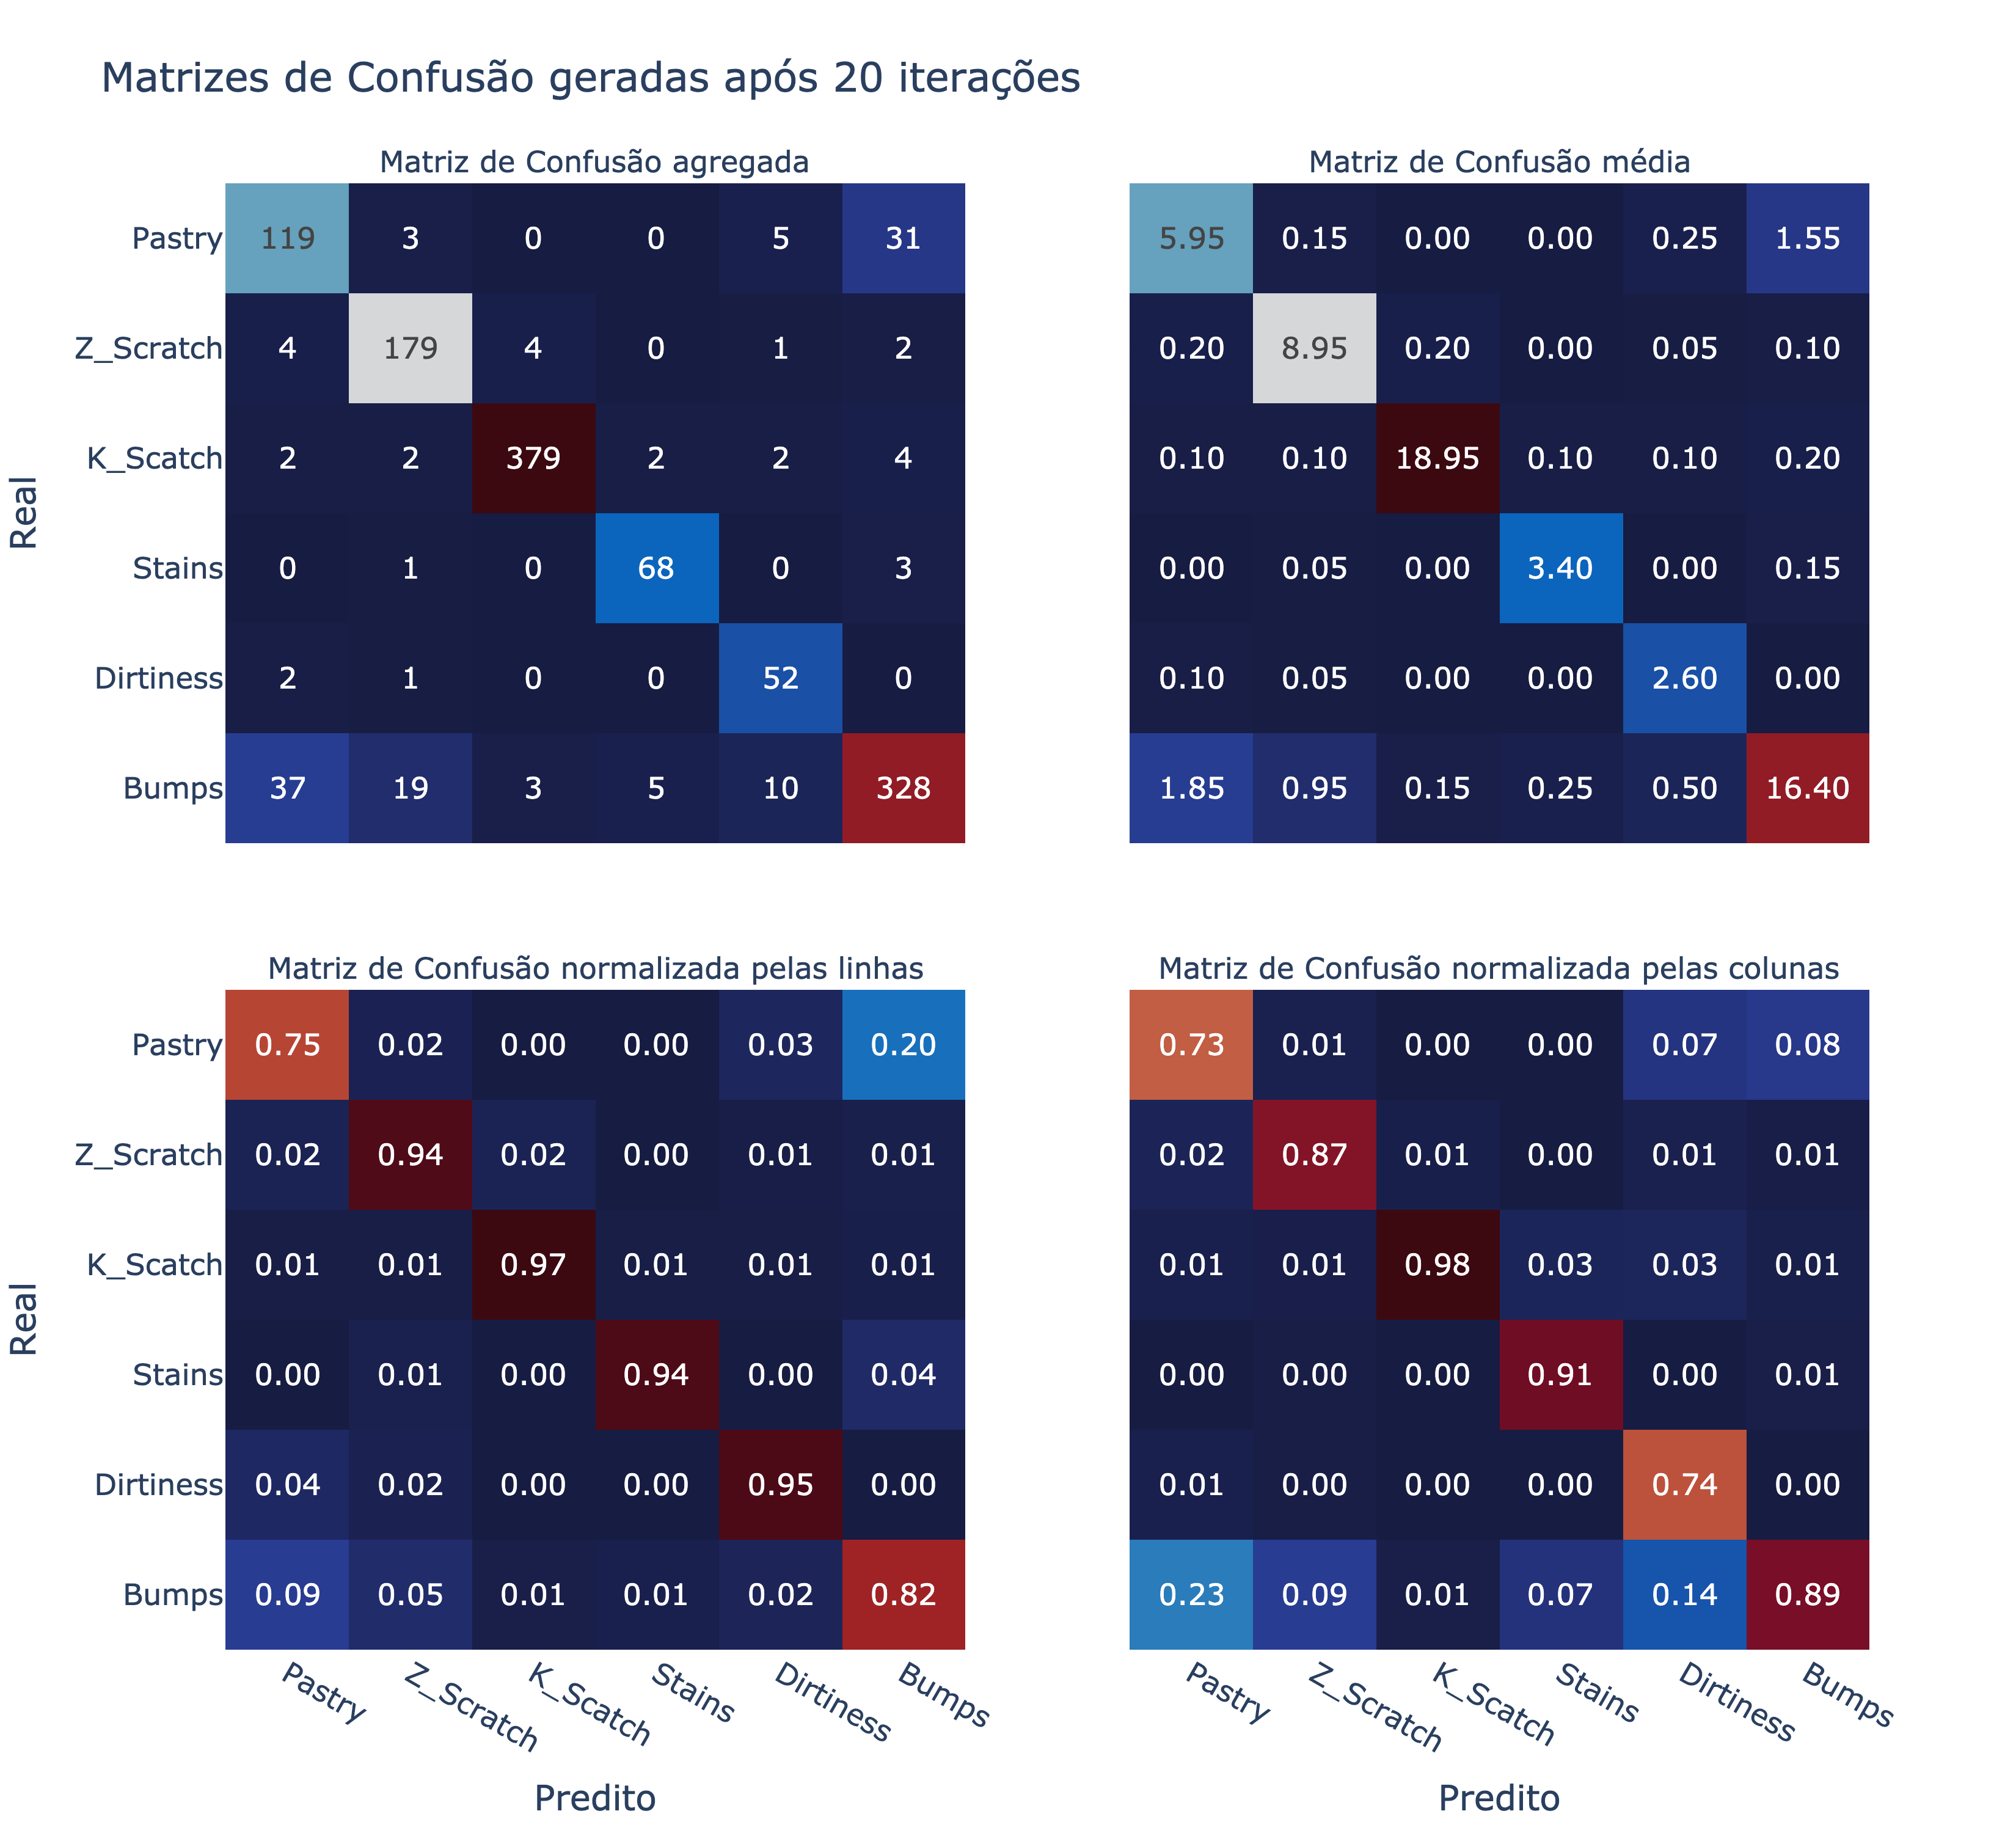 Matrizes de Confusão geradas após 20 iterações
Matriz de Confusão agregada
Matriz de Confusão média
Real
Pastry 119 3 0 0 5 31
5.95 0.15 0.00 0.00 0.25 1.55
Z_Scratch 4 179 4 0 1 2
0.20 8.95 0.20 0.00 0.05 0.10
K_Scatch 2 2 379 2 2 4
0.10 0.10 18.95 0.10 0.10 0.20
Stains 0 1 0 68 0 3
0.00 0.05 0.00 3.40 0.00 0.15
Dirtiness 2 1 0 0 52 0
0.10 0.05 0.00 0.00 2.60 0.00
Bumps 37 19 3 5 10 328
1.85 0.95 0.15 0.25 0.50 16.40
Matriz de Confusão normalizada pelas linhas
Matriz de Confusão normalizada pelas colunas
Real
Pastry 0.75 0.02 0.00 0.00 0.03 0.20
0.73 0.01 0.00 0.00 0.07 0.08
Z_Scratch 0.02 0.94 0.02 0.00 0.01 0.01
0.02 0.87 0.01 0.00 0.01 0.01
K_Scatch 0.01 0.01 0.97 0.01 0.01 0.01
0.01 0.01 0.98 0.03 0.03 0.01
Stains 0.00 0.01 0.00 0.94 0.00 0.04
0.00 0.00 0.00 0.91 0.00 0.01
Dirtiness 0.04 0.02 0.00 0.00 0.95 0.00
0.01 0.00 0.00 0.00 0.74 0.00
Bumps 0.09 0.05 0.01 0.01 0.02 0.82
0.23 0.09 0.01 0.07 0.14 0.89
Pastry Z_Scratch K_Scatch Stains Dirtiness Bumps
Pastry Z_Scratch K_Scatch Stains Dirtiness Bumps
Predito
Predito